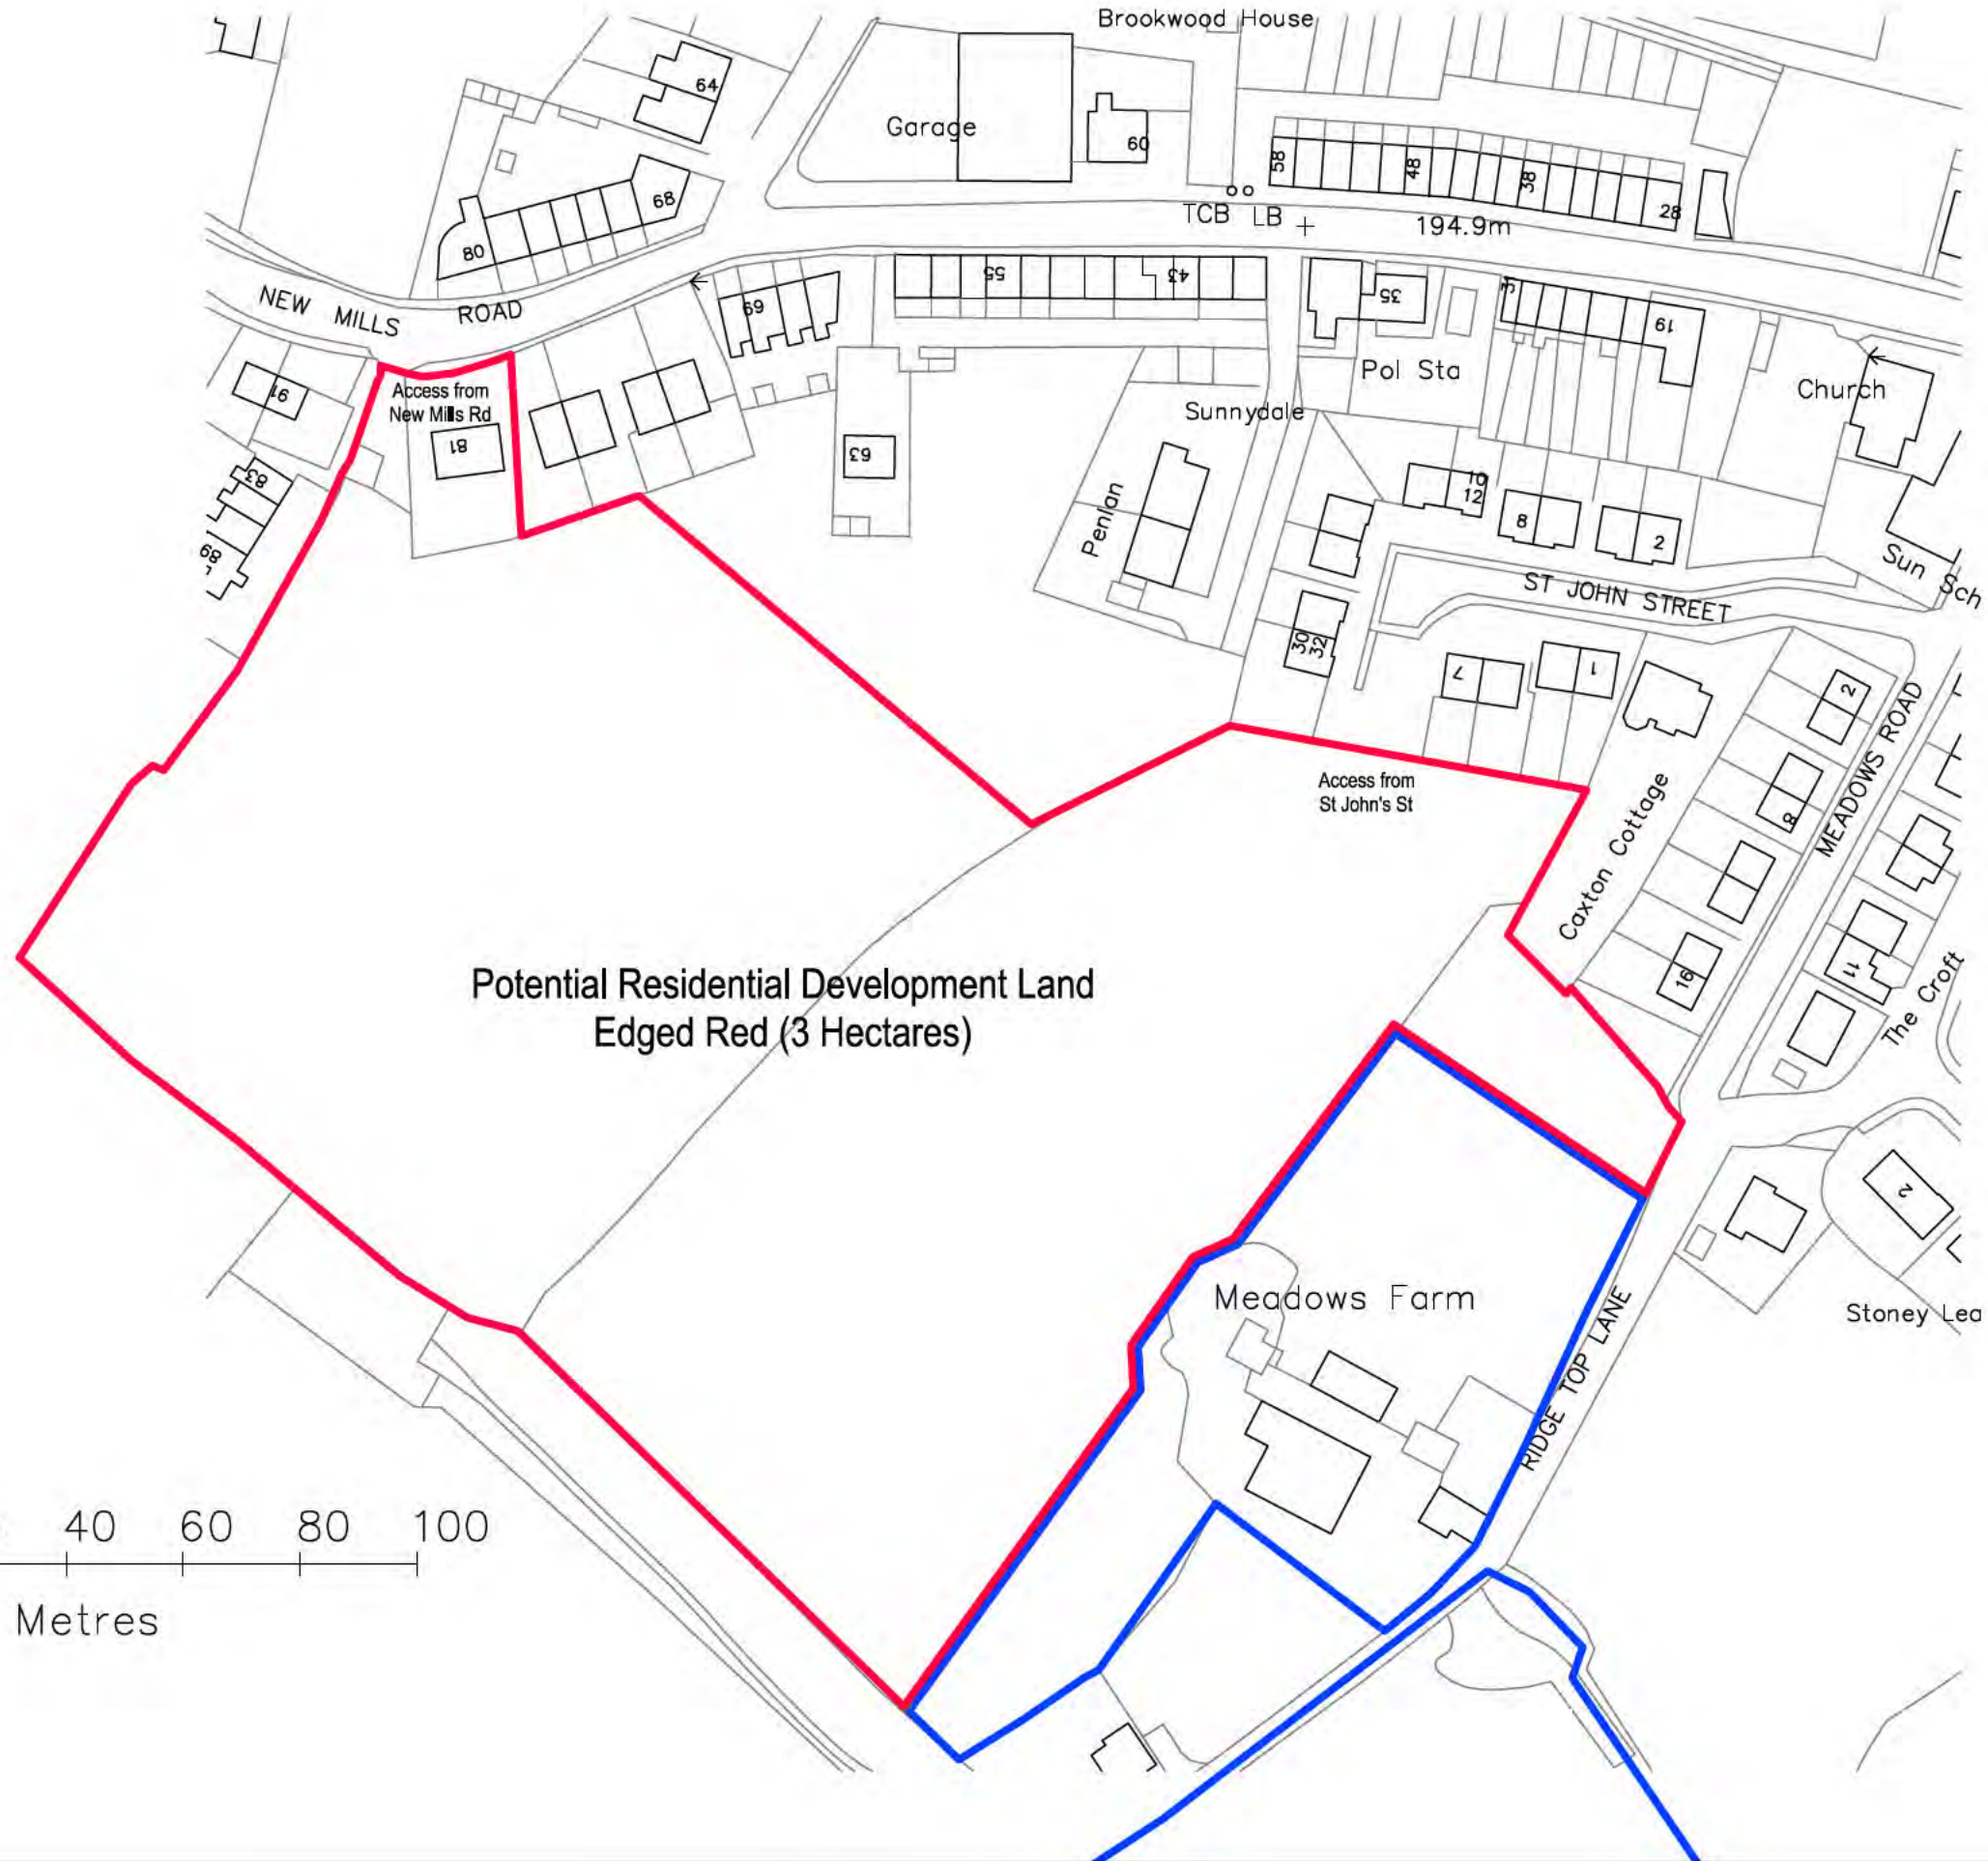 Brookwood House
64
Garage
60
58
48
38
28
68
80
TCB LB
194.9m
NEW MILLS ROAD
69
55
43
35
31
19
Pol Sta
Church
91
Access from
New Mills Rd
81
83
89
63
Sunnydale
Penlan
10
12
8
2
Sun Sch
ST JOHN STREET
30
32
7
1
2
8
MEADOWS ROAD
Access from
St John's St
Caxton Cottage
16
11
The Croft
Potential Residential Development Land
Edged Red (3 Hectares)
2
Meadows Farm
Stoney Lea
RIDGE TOP LANE
40 60 80 100
Metres